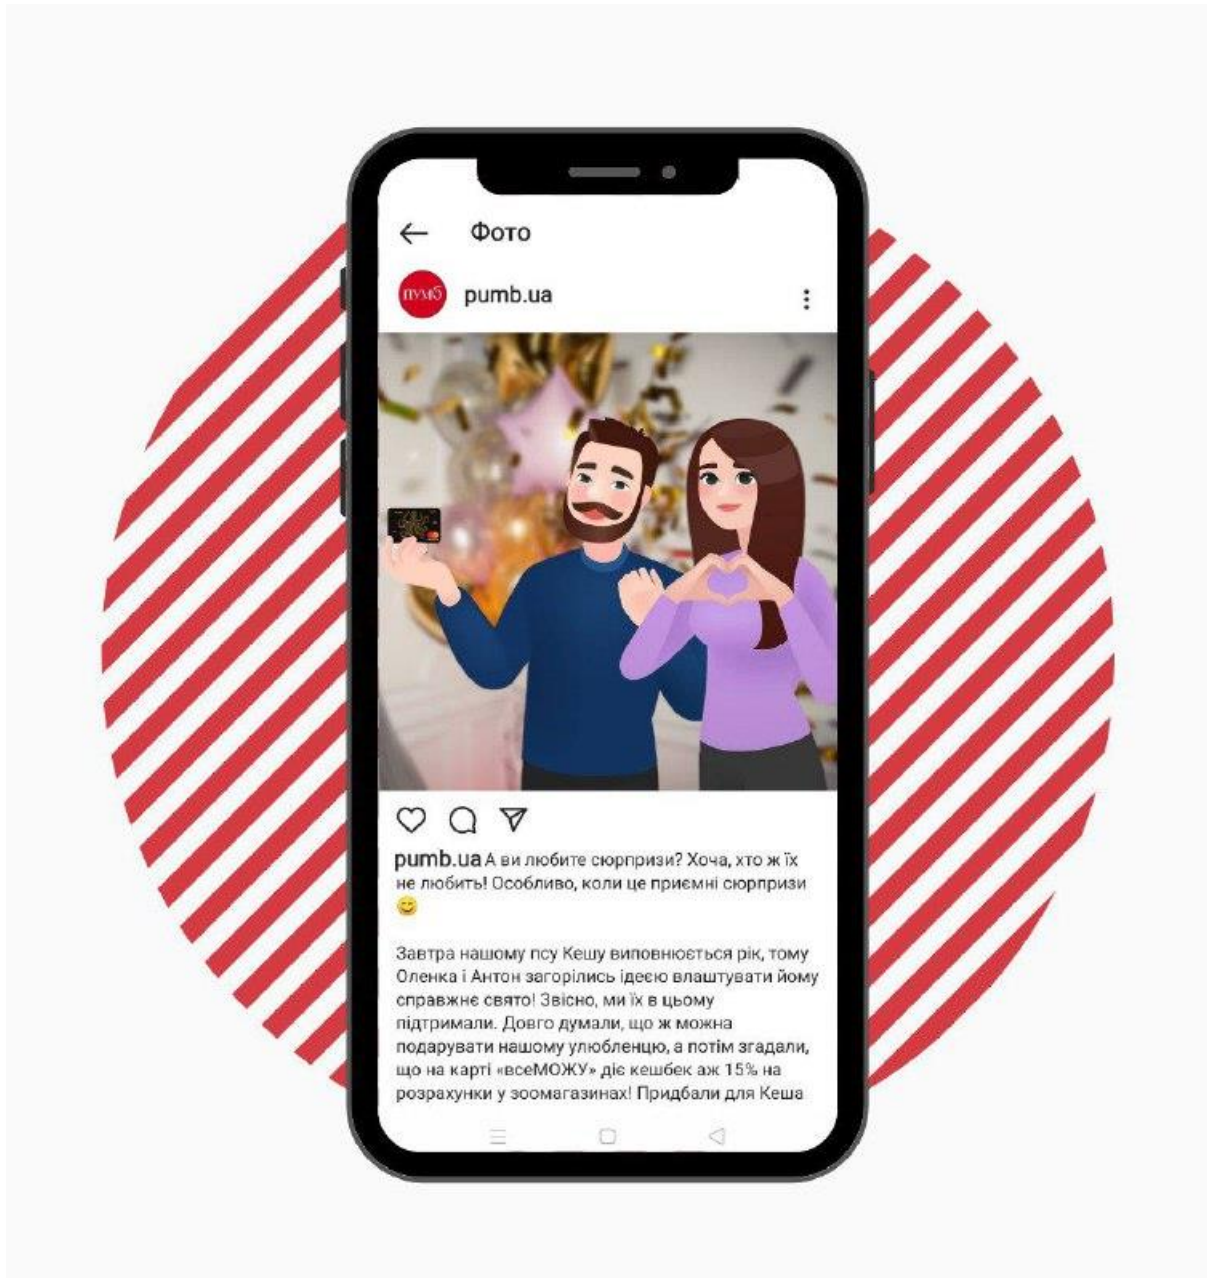 Фото
ПУМБ
pumb.ua
pumb.ua А ви любите сюрпризи? Хоча, хто ж їх
не любить! Особливо, коли це приємні сюрпризи
😊
Завтра нашому псу Кешу виповнюється рік, тому
Оленка і Антон загорілись ідеєю влаштувати йому
справжнє свято! Звісно, ми їх в цьому
підтримали. Довго думали, що ж можна
подарувати нашому улюбленцю, а потім згадали,
що на карті «всеМОЖУ» діє кешбек аж 15% на
розрахунки у зоомагазинах! Придбали для Кеша